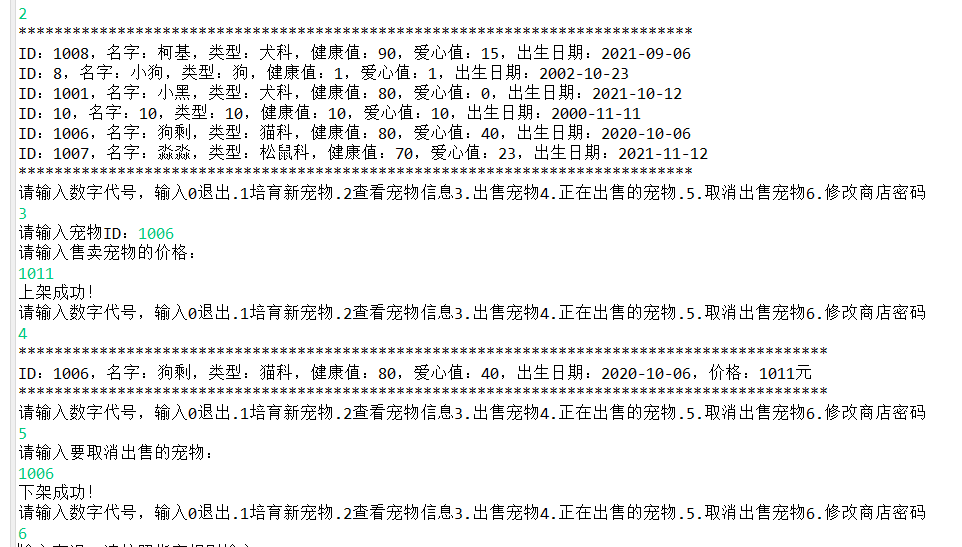 2
***************************************************************************
ID：1008，名字：柯基，类型：犬科，健康值：90，爱心值：15，出生日期：2021-09-06
ID：8，名字：小狗，类型：狗，健康值：1，爱心值：1，出生日期：2002-10-23
ID：1001，名字：小黑，类型：犬科，健康值：80，爱心值：0，出生日期：2021-10-12
ID：10，名字：10，类型：10，健康值：10，爱心值：10，出生日期：2000-11-11
ID：1006，名字：狗剩，类型：猫科，健康值：80，爱心值：40，出生日期：2020-10-06
ID：1007，名字：淼淼，类型：松鼠科，健康值：70，爱心值：23，出生日期：2021-11-12
***************************************************************************
请输入数字代号，输入0退出.1培育新宠物.2查看宠物信息3.出售宠物4.正在出售的宠物.5.取消出售宠物6.修改商店密码
3
请输入宠物ID：1006
请输入售卖宠物的价格：
1011
上架成功！
请输入数字代号，输入0退出.1培育新宠物.2查看宠物信息3.出售宠物4.正在出售的宠物.5.取消出售宠物6.修改商店密码
4
******************************************************************************************
ID：1006，名字：狗剩，类型：猫科，健康值：80，爱心值：40，出生日期：2020-10-06，价格：1011元
******************************************************************************************
请输入数字代号，输入0退出.1培育新宠物.2查看宠物信息3.出售宠物4.正在出售的宠物.5.取消出售宠物6.修改商店密码
5
请输入要取消出售的宠物：
1006
下架成功！
请输入数字代号，输入0退出.1培育新宠物.2查看宠物信息3.出售宠物4.正在出售的宠物.5.取消出售宠物6.修改商店密码
6